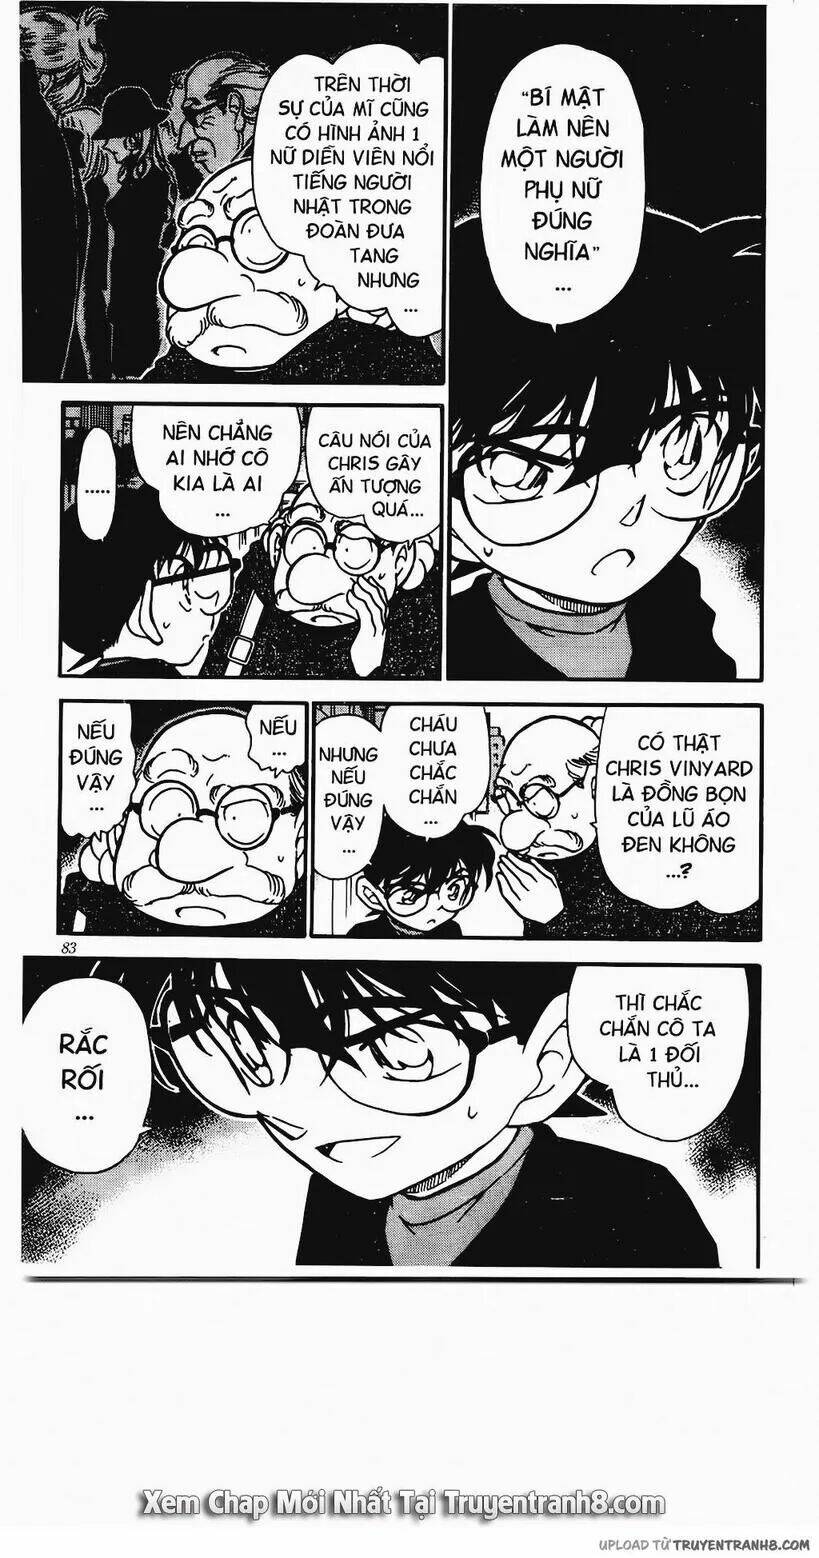 "BÍ MẬT
LÀM NÊN
MỘT NGƯỜI
PHỤ NỮ
ĐÚNG
NGHĨA"
...
TRÊN THỜI
SỰ CỦA MĨ CŨNG
CÓ HÌNH ẢNH 1
NỮ DIỄN VIÊN NỔI
TIẾNG NGƯỜI
NHẬT TRONG
ĐOÀN ĐƯA
TANG
NHƯNG
...
CÂU NÓI CỦA
CHRIS GÂY
ẤN TƯỢNG
QUÁ...
NÊN CHẲNG
AI NHỚ CÔ
KIA LÀ AI
...
......
CÓ THẬT
CHRIS VINYARD
LÀ ĐỒNG BỌN
CỦA LŨ ÁO
ĐEN KHÔNG
...?
CHÁU
CHƯA
CHẮC
CHẮN
...
NHƯNG
NẾU
ĐÚNG
VẬY
...
NẾU
...
NẾU
ĐÚNG
VẬY
...
83
THÌ CHẮC
CHẮN CÔ TA
LÀ 1 ĐỐI
THỦ...
RẮC
RỐI
...
Xem Chap Mới Nhất Tại Truyentranh8.com
UPLOAD TỪ TRUYENTRANH8.COM